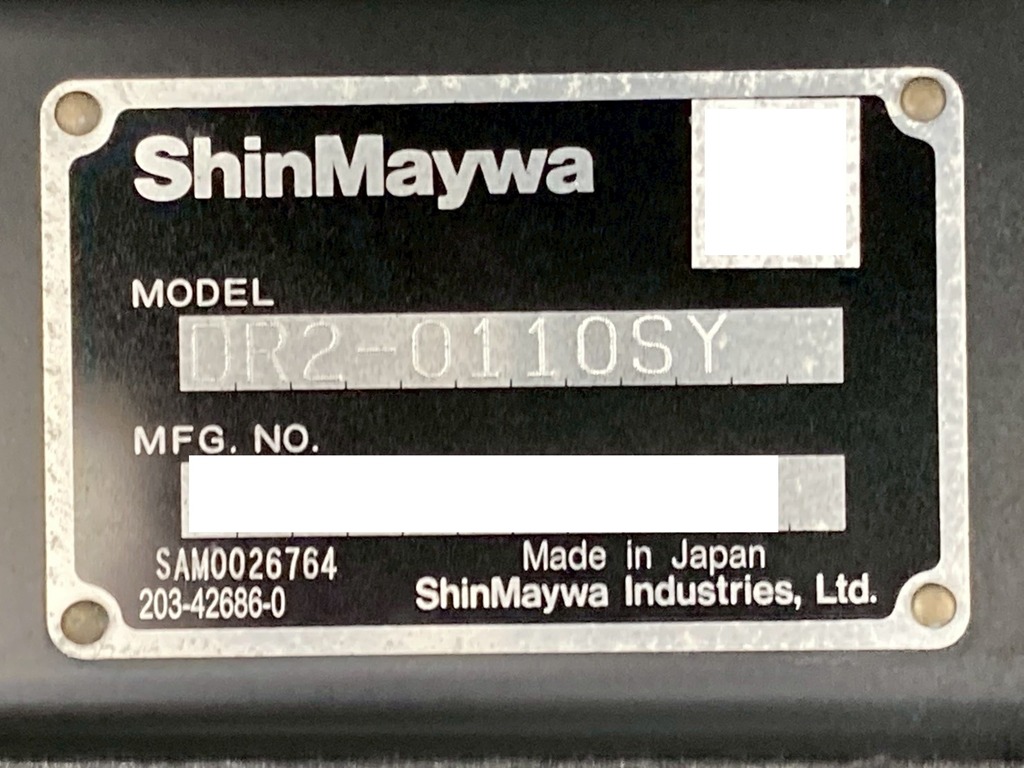 ShinMaywa
MODEL
DR2-0110SY
MFG. NO.
SAM0026764
Made in Japan
203-42686-0
ShinMaywa Industries, Ltd.